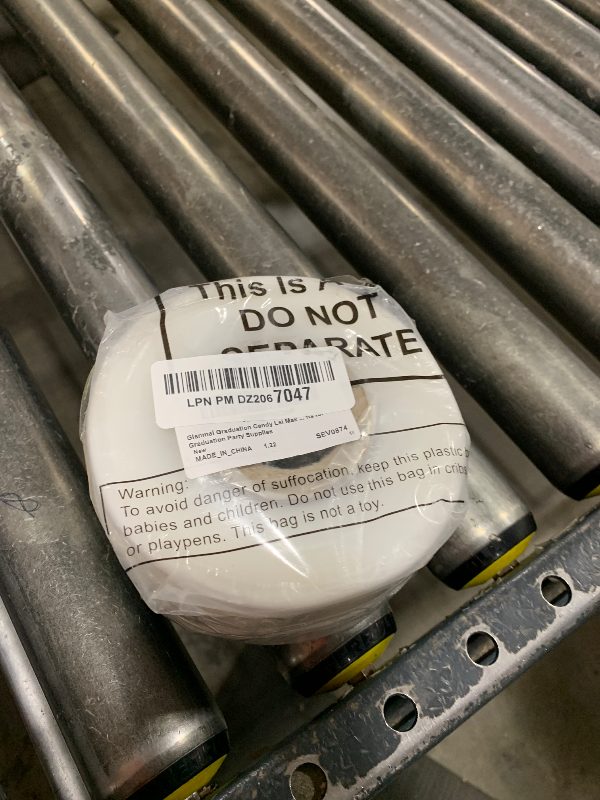 This Is A
DO NOT
SEPARATE
LPN PM DZ2067047
Gianmal Graduation Candy Lei Mak
Graduation Party Supplies
New
MADE_IN_CHINA 1.22 SEV0874
Warning:
To avoid danger of suffocation. keep this plastic
babies and children. Do not use this bag in cribs
or playpens. This bag is not a toy.